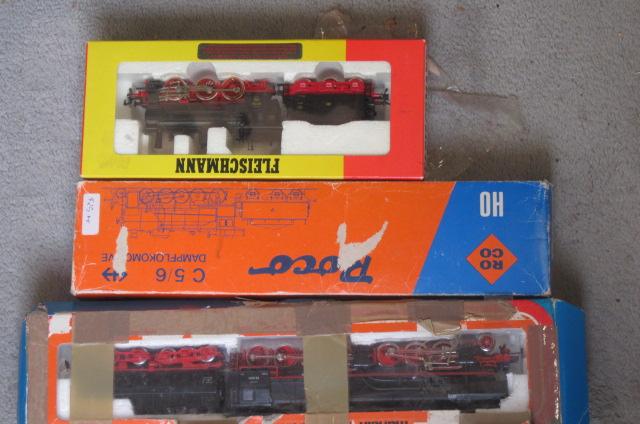 FLEISCHMANN
HO
RO
CO
Roco
C 5/6
DAMPFLOKOMOTIVE